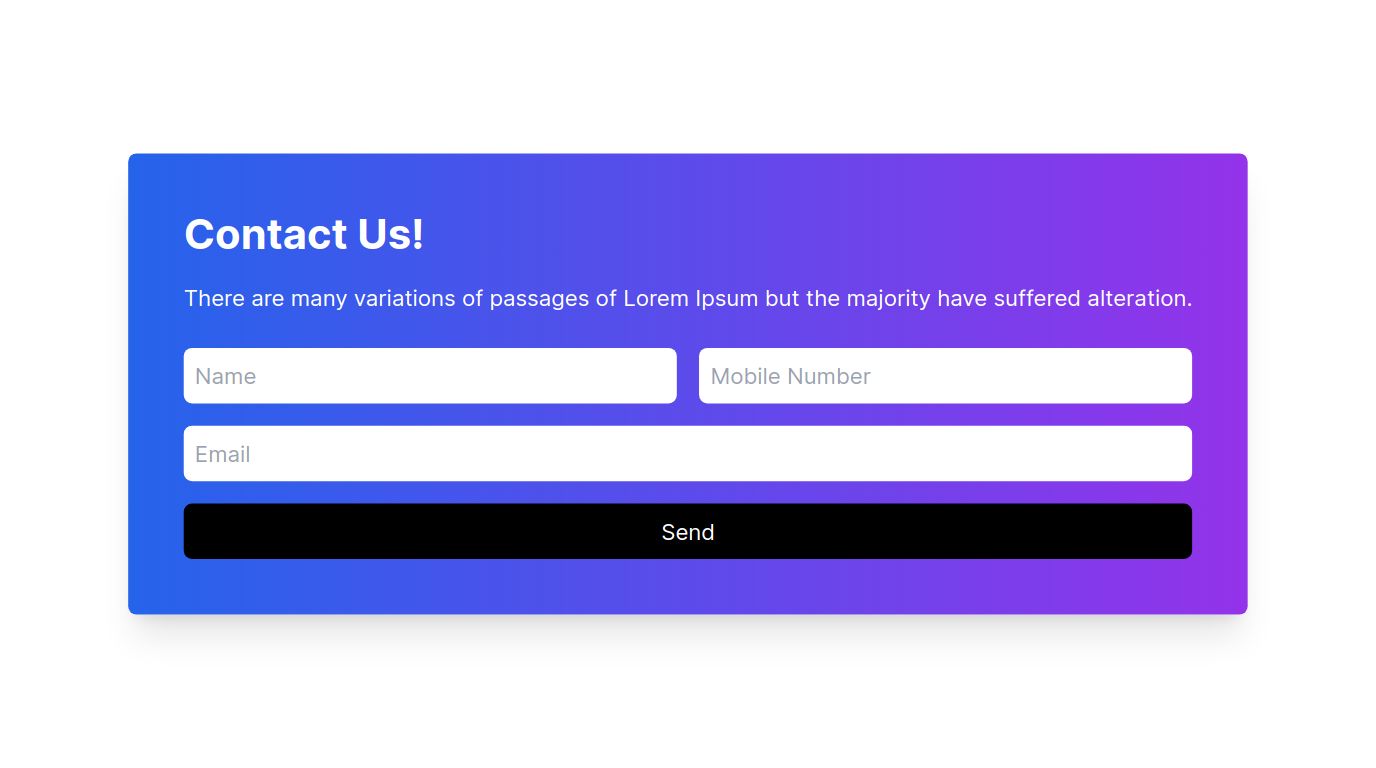 Contact Us!
There are many variations of passages of Lorem Ipsum but the majority have suffered alteration.
Name
Mobile Number
Email
Send